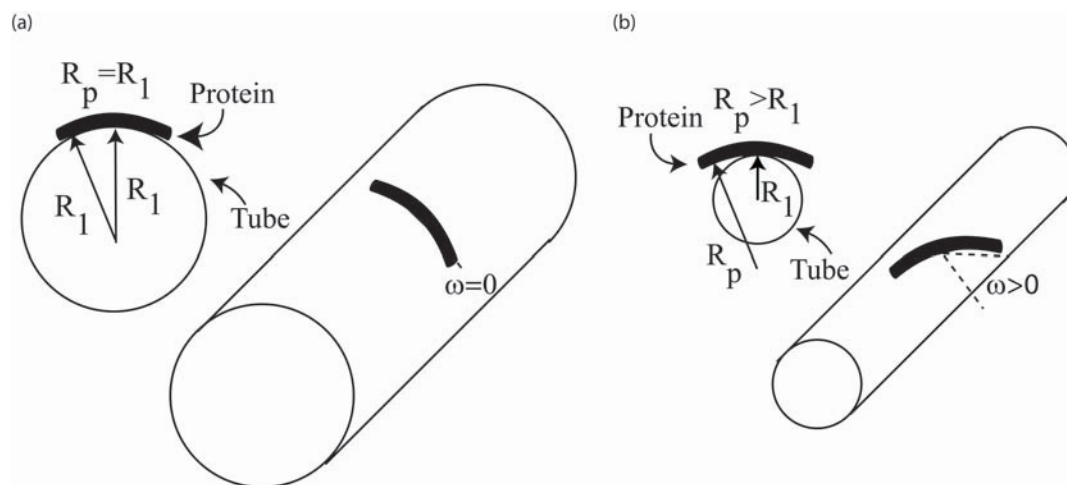 (a)
R_p=R_1
Protein
R_1
R_1
Tube
ω=0
(b)
R_p>R_1
Protein
R_1
R_p
Tube
ω>0